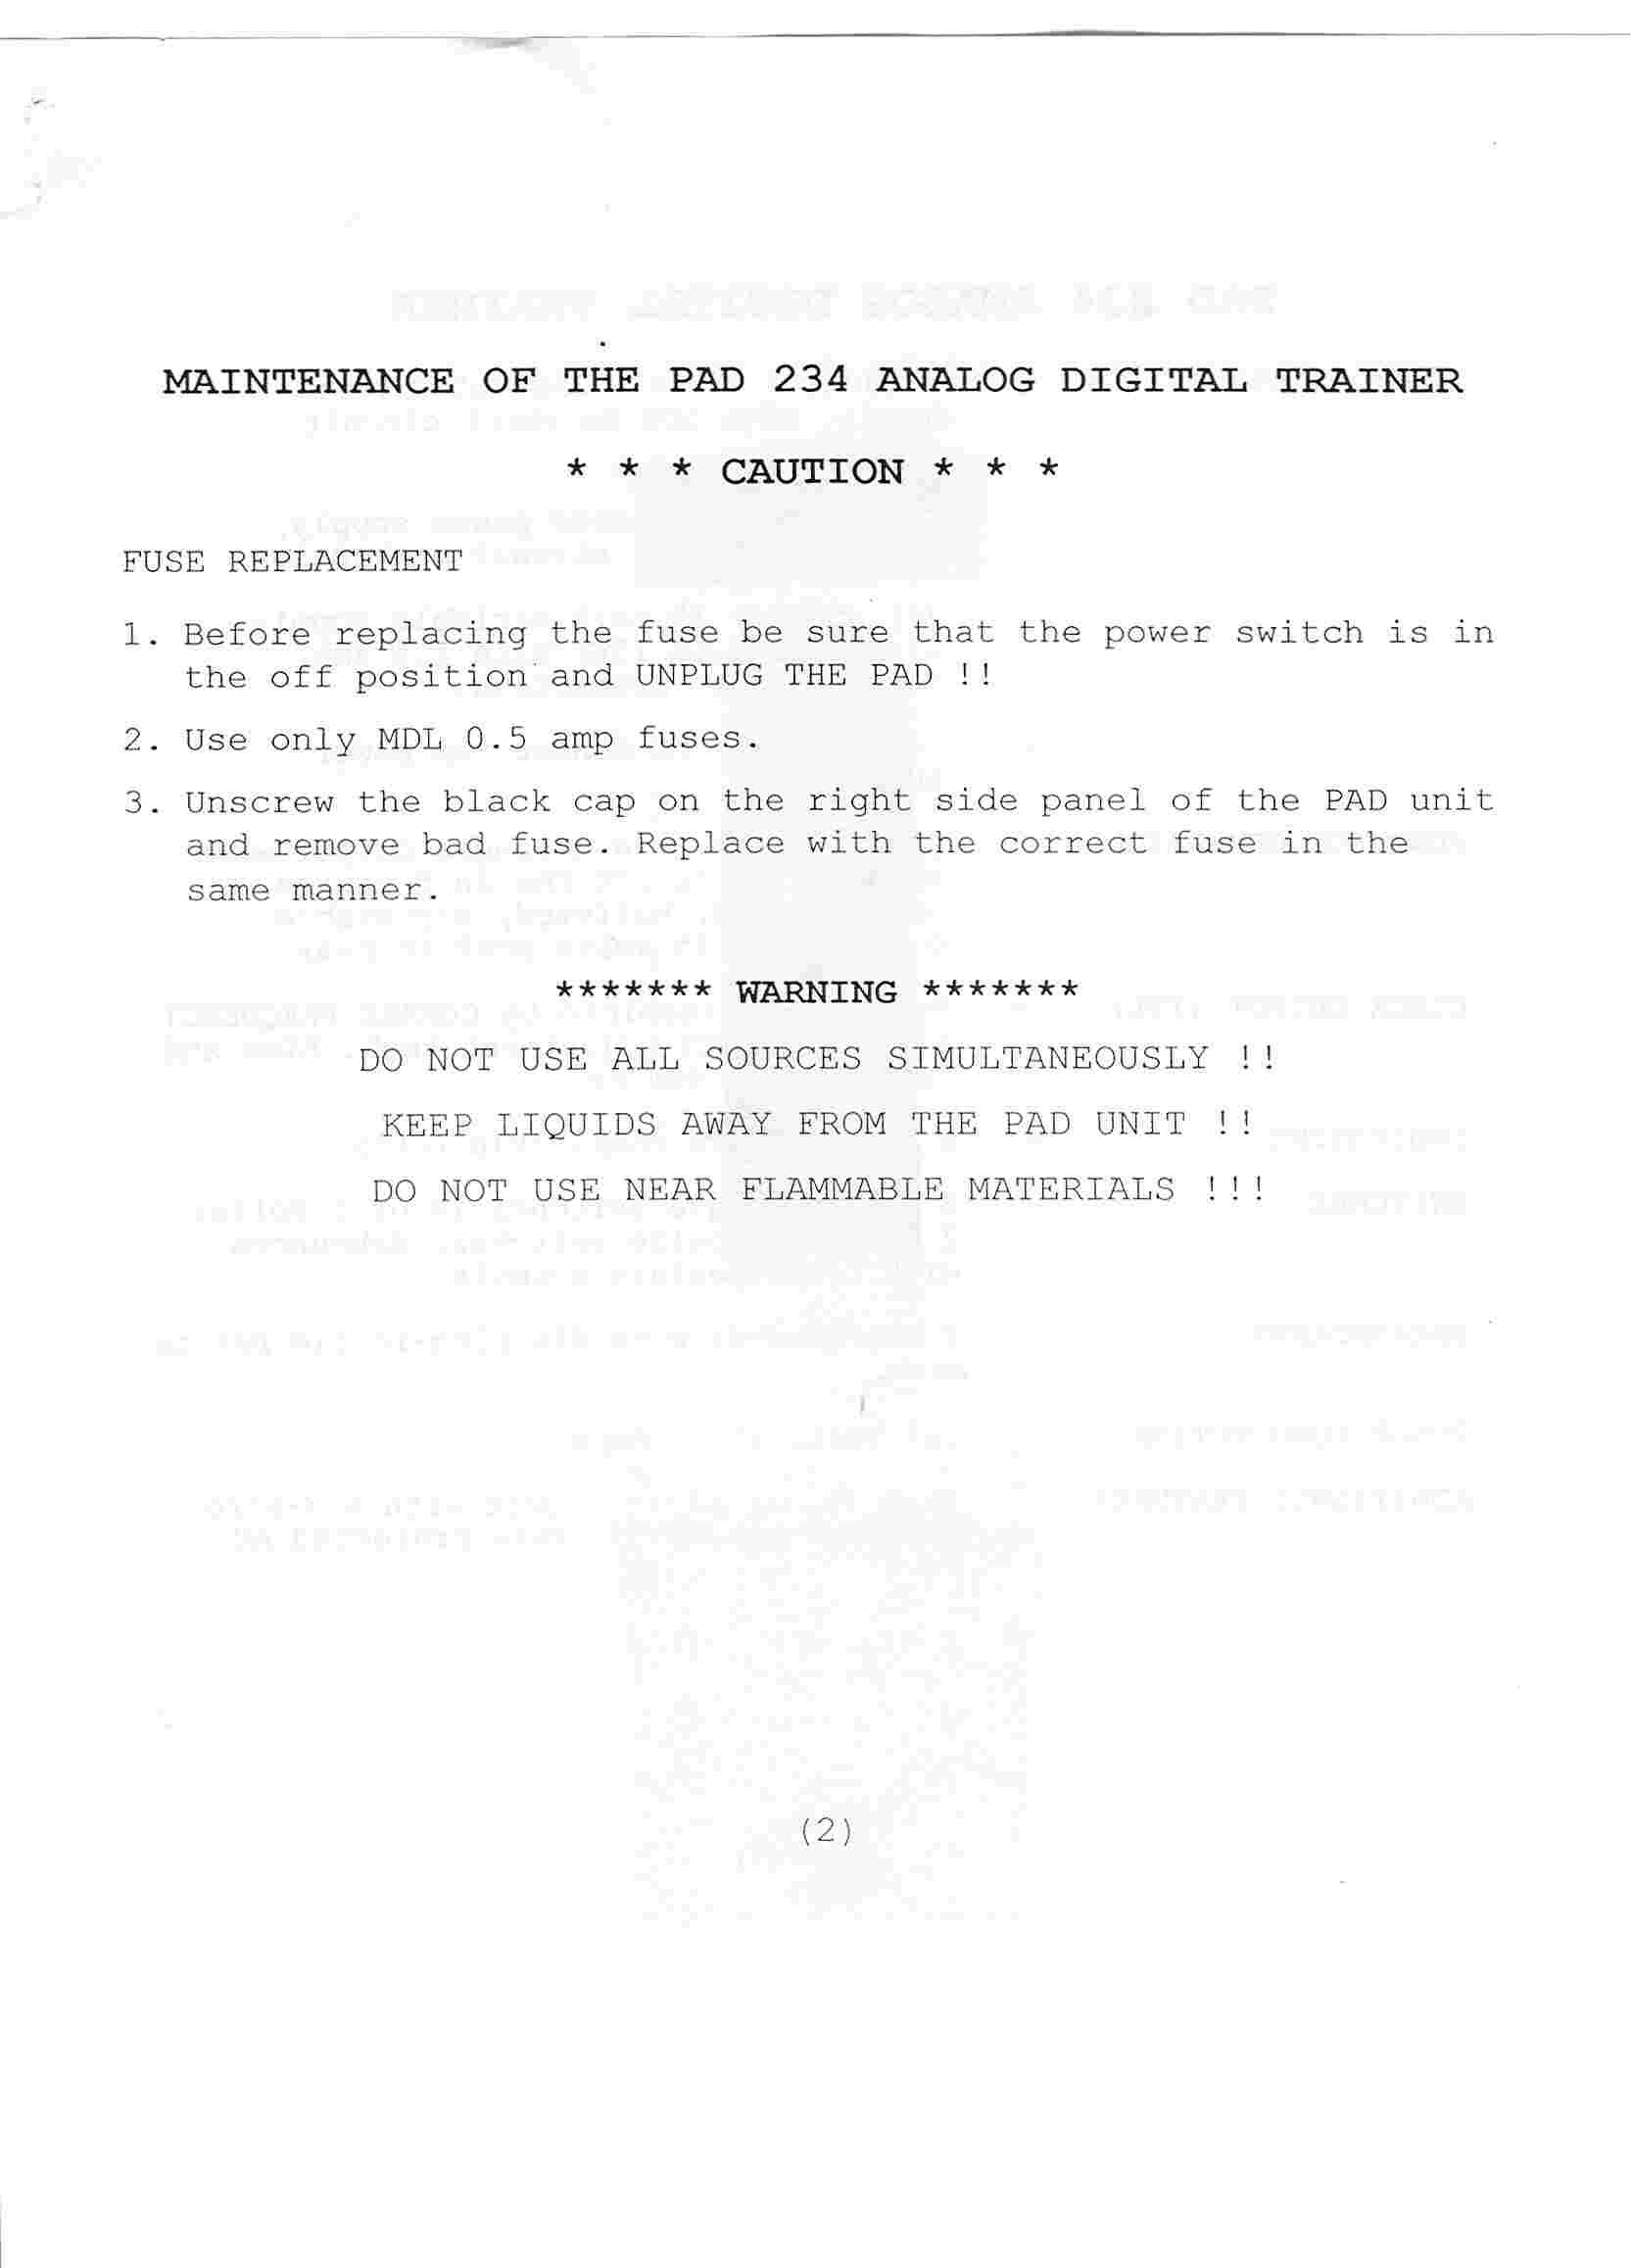 MAINTENANCE OF THE PAD 234 ANALOG DIGITAL TRAINER
* * * CAUTION * * *
FUSE REPLACEMENT
1. Before replacing the fuse be sure that the power switch is in
the off position and UNPLUG THE PAD !!
2. Use only MDL 0.5 amp fuses.
3. Unscrew the black cap on the right side panel of the PAD unit
and remove bad fuse. Replace with the correct fuse in the
same manner.
******* WARNING *******
DO NOT USE ALL SOURCES SIMULTANEOUSLY !!
KEEP LIQUIDS AWAY FROM THE PAD UNIT !!
DO NOT USE NEAR FLAMMABLE MATERIALS !!!
(2)